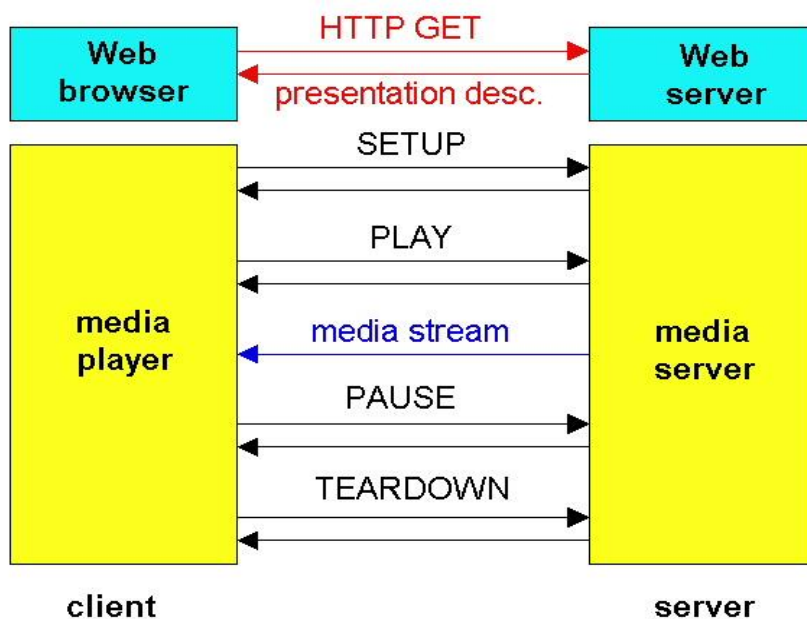 HTTP GET
Web
browser
Web
server
presentation desc.
SETUP
PLAY
media
player
media stream
media
server
PAUSE
TEARDOWN
client
server